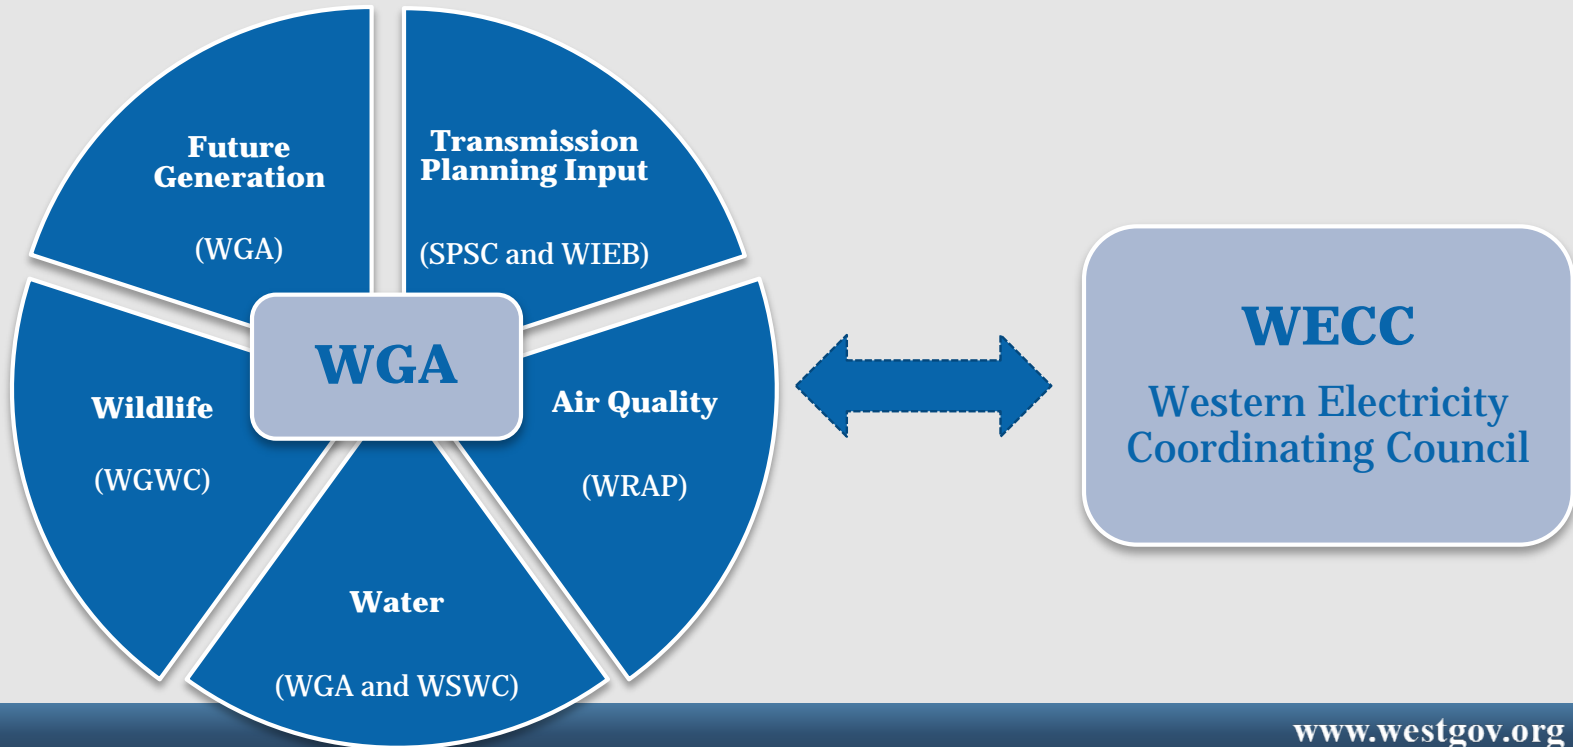 Future
Generation
(WGA)
Transmission
Planning Input
(SPSC and WIEB)
WGA
Wildlife
(WGWC)
Air Quality
(WRAP)
Water
(WGA and WSWC)
WECC
Western Electricity
Coordinating Council
www.westgov.org